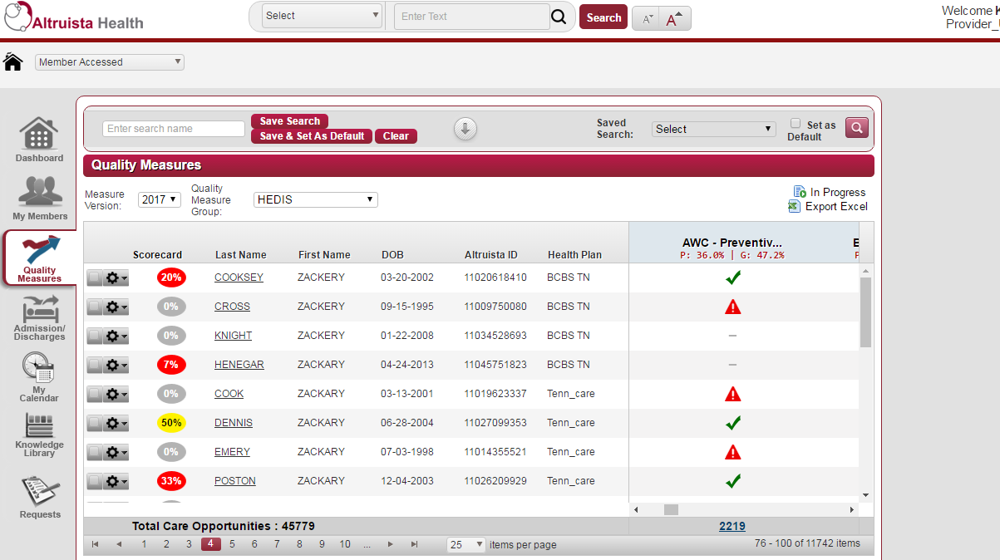 Altruista Health
Select
Enter Text
Search
A A
Welcome K
Provider_
Member Accessed
Dashboard
My Members
Quality
Measures
Admission/
Discharges
My
Calendar
Knowledge
Library
Requests
Enter search name
Save Search
Save & Set As Default Clear
Saved
Search:
Select
Set as
Default
Quality Measures
Measure
Version:
2017
Quality
Measure
Group:
HEDIS
In Progress
Export Excel
Scorecard Last Name First Name DOB Altruista ID Health Plan AWC - Preventiv...
P: 36.0% | G: 47.2%
20% COOKSEY ZACKERY 03-20-2002 11020618410 BCBS TN
0% CROSS ZACKERY 09-15-1995 11009750080 BCBS TN
0% KNIGHT ZACKERY 01-22-2008 11034528693 BCBS TN –
7% HENEGAR ZACKARY 04-24-2013 11045751823 BCBS TN –
0% COOK ZACKARY 03-13-2001 11019623337 Tenn_care
50% DENNIS ZACKARY 06-28-2004 11027099353 Tenn_care
0% EMERY ZACKARY 07-03-1998 11014355521 Tenn_care
33% POSTON ZACKARY 12-04-2003 11026209929 Tenn_care
Total Care Opportunities : 45779 2219
1 2 3 4 5 6 7 8 9 10 ... 25 items per page 76 - 100 of 11742 items